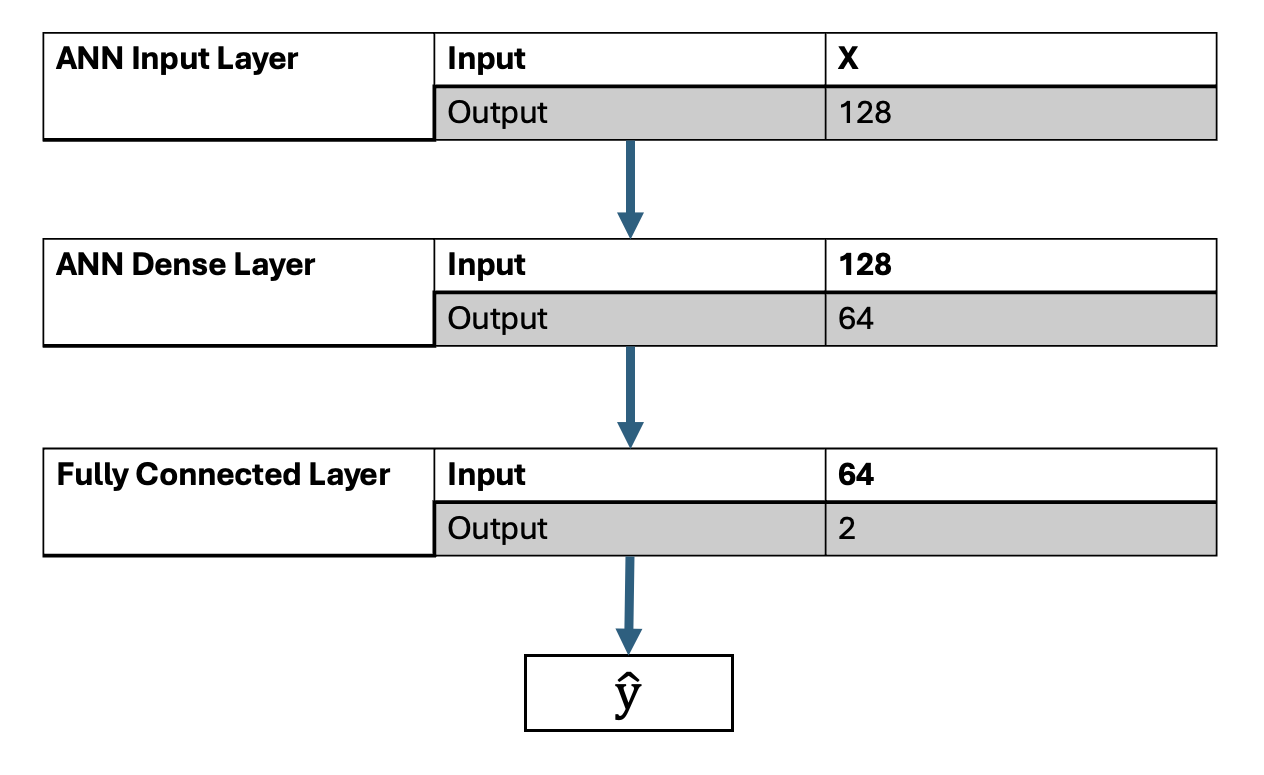 ANN Input Layer Input X
Output 128
ANN Dense Layer Input 128
Output 64
Fully Connected Layer Input 64
Output 2
ŷ